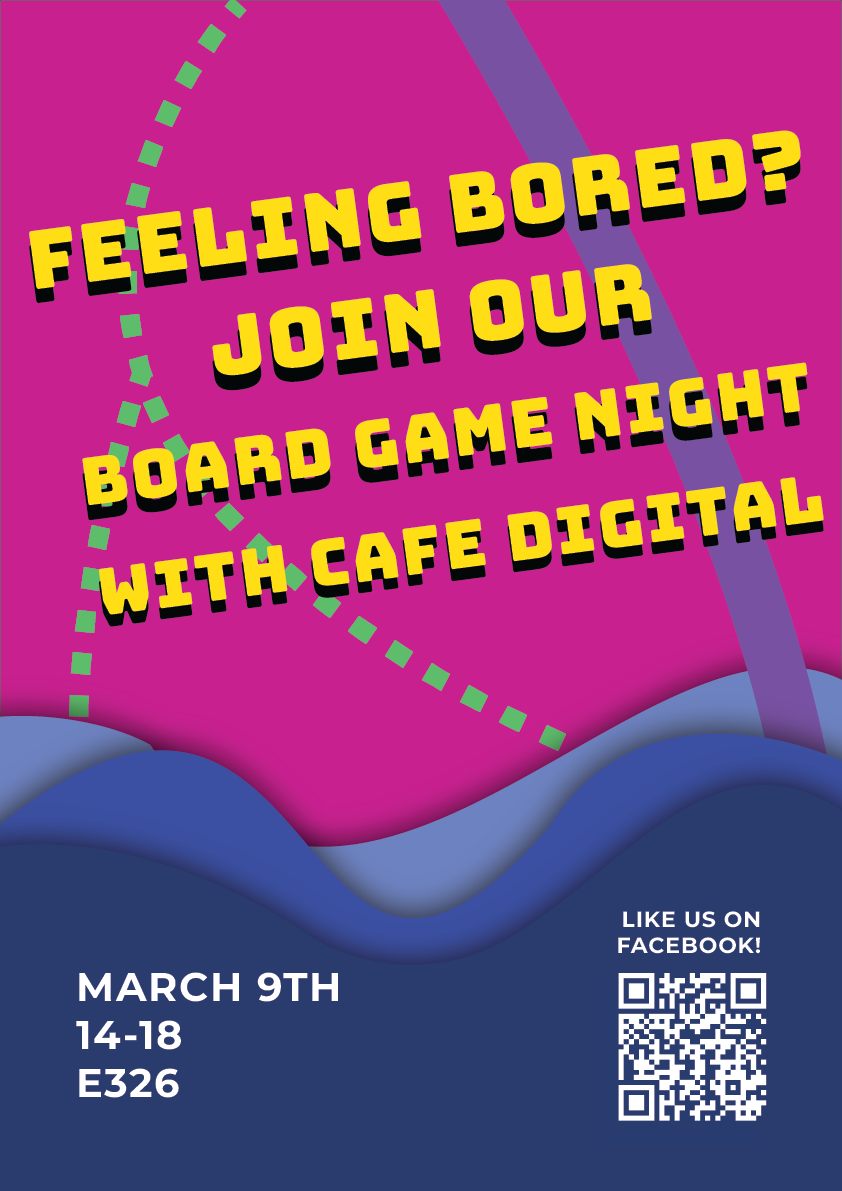 FEELING BORED?
JOIN OUR
BOARD GAME NIGHT
WITH CAFE DIGITAL
LIKE US ON
FACEBOOK!
MARCH 9TH
14-18
E326